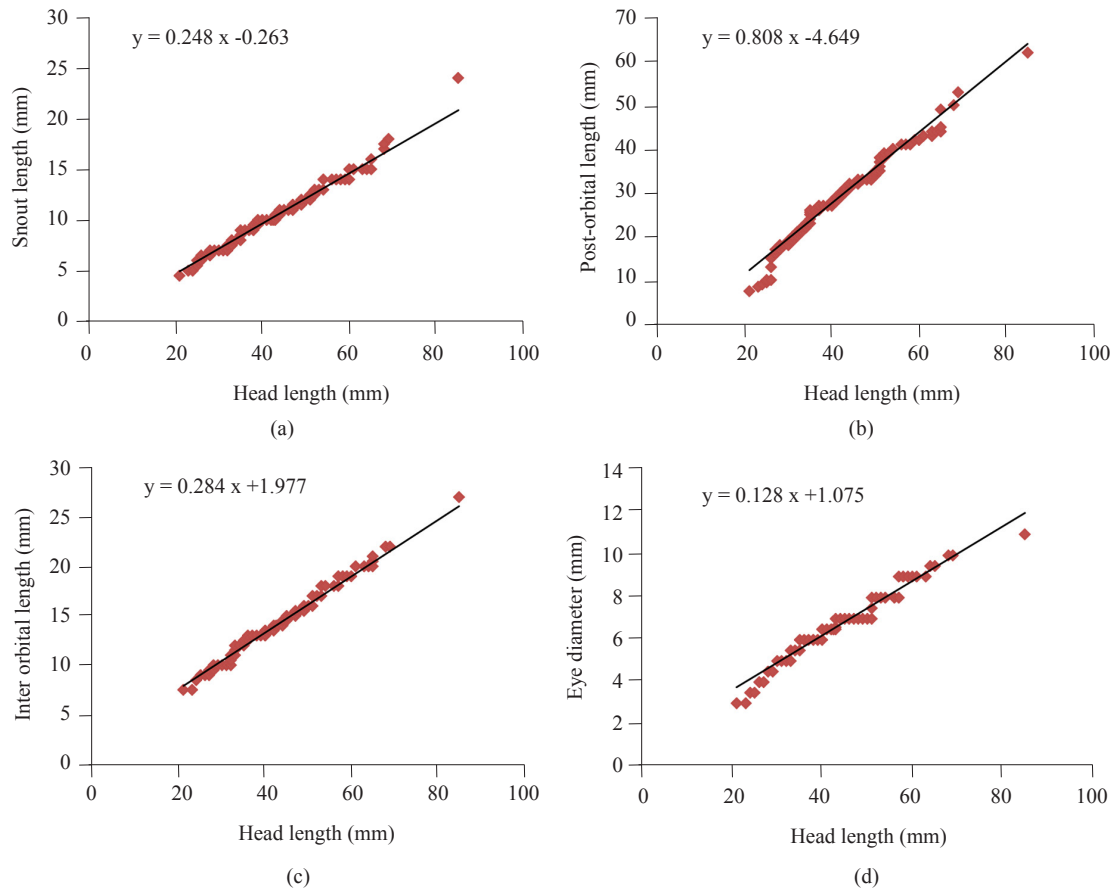 y = 0.248 x -0.263
Snout length (mm)
30
25
20
15
10
5
0
0 20 40 60 80 100
Head length (mm)
(a)
y = 0.808 x -4.649
Post-orbital length (mm)
70
60
50
40
30
20
10
0
0 20 40 60 80 100
Head length (mm)
(b)
y = 0.284 x +1.977
Inter orbital length (mm)
30
25
20
15
10
5
0
0 20 40 60 80 100
Head length (mm)
(c)
y = 0.128 x +1.075
Eye diameter (mm)
14
12
10
8
6
4
2
0
0 20 40 60 80 100
Head length (mm)
(d)